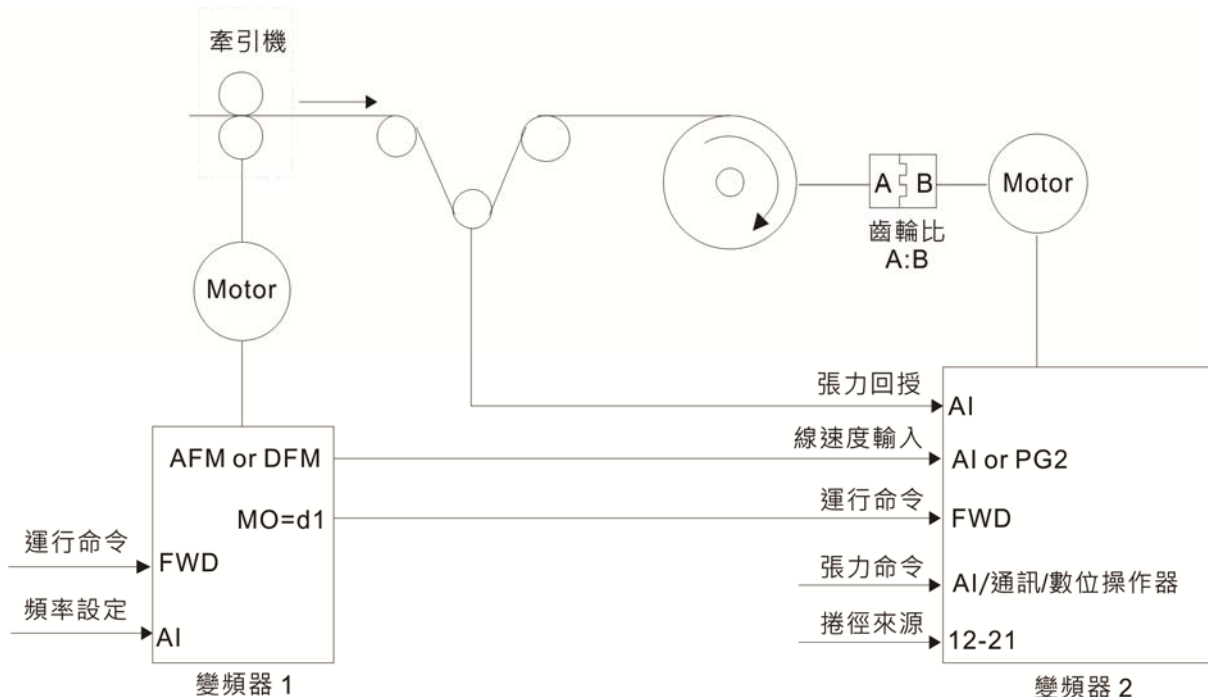 牽引機
A B
Motor
齒輪比
A:B
Motor
張力回授
AI
AFM or DFM
線速度輸入
AI or PG2
MO=d1
運行命令
FWD
運行命令
FWD
張力命令
AI/通訊/數位操作器
頻率設定
AI
捲徑來源
12-21
變頻器 1
變頻器 2